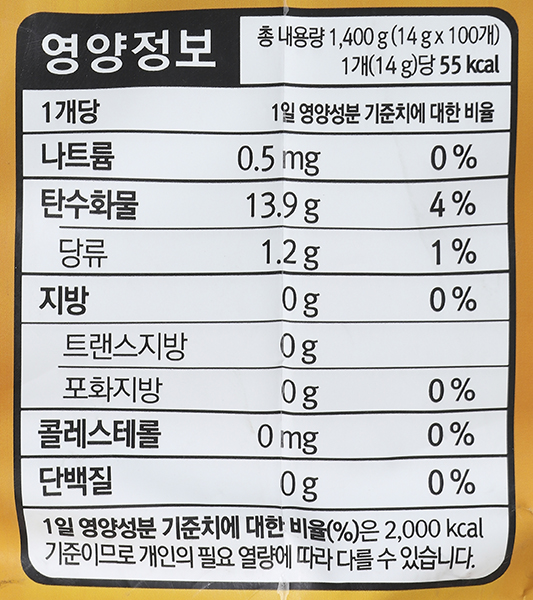 영양정보
총 내용량 1,400 g (14 g x 100개)
1개(14 g)당 55 kcal
1개당 1일 영양성분 기준치에 대한 비율
나트륨 0.5 mg 0 %
탄수화물 13.9 g 4 %
당류 1.2 g 1 %
지방 0 g 0 %
트랜스지방 0 g
포화지방 0 g 0 %
콜레스테롤 0 mg 0 %
단백질 0 g 0 %
1일 영양성분 기준치에 대한 비율(%)은 2,000 kcal
기준이므로 개인의 필요 열량에 따라 다를 수 있습니다.